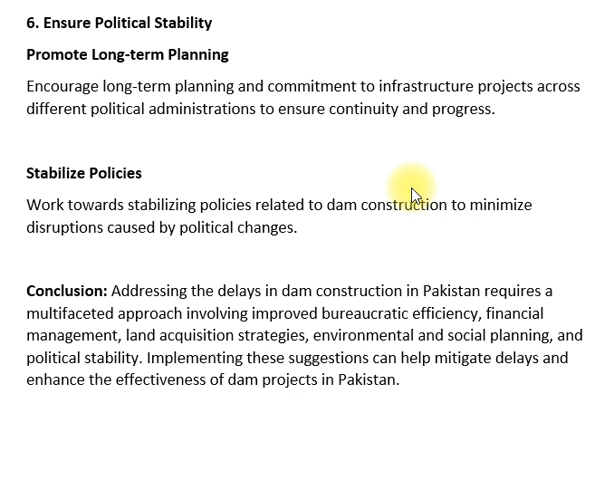 6. Ensure Political Stability
Promote Long-term Planning
Encourage long-term planning and commitment to infrastructure projects across
different political administrations to ensure continuity and progress.
Stabilize Policies
Work towards stabilizing policies related to dam construction to minimize
disruptions caused by political changes.
Conclusion: Addressing the delays in dam construction in Pakistan requires a
multifaceted approach involving improved bureaucratic efficiency, financial
management, land acquisition strategies, environmental and social planning, and
political stability. Implementing these suggestions can help mitigate delays and
enhance the effectiveness of dam projects in Pakistan.